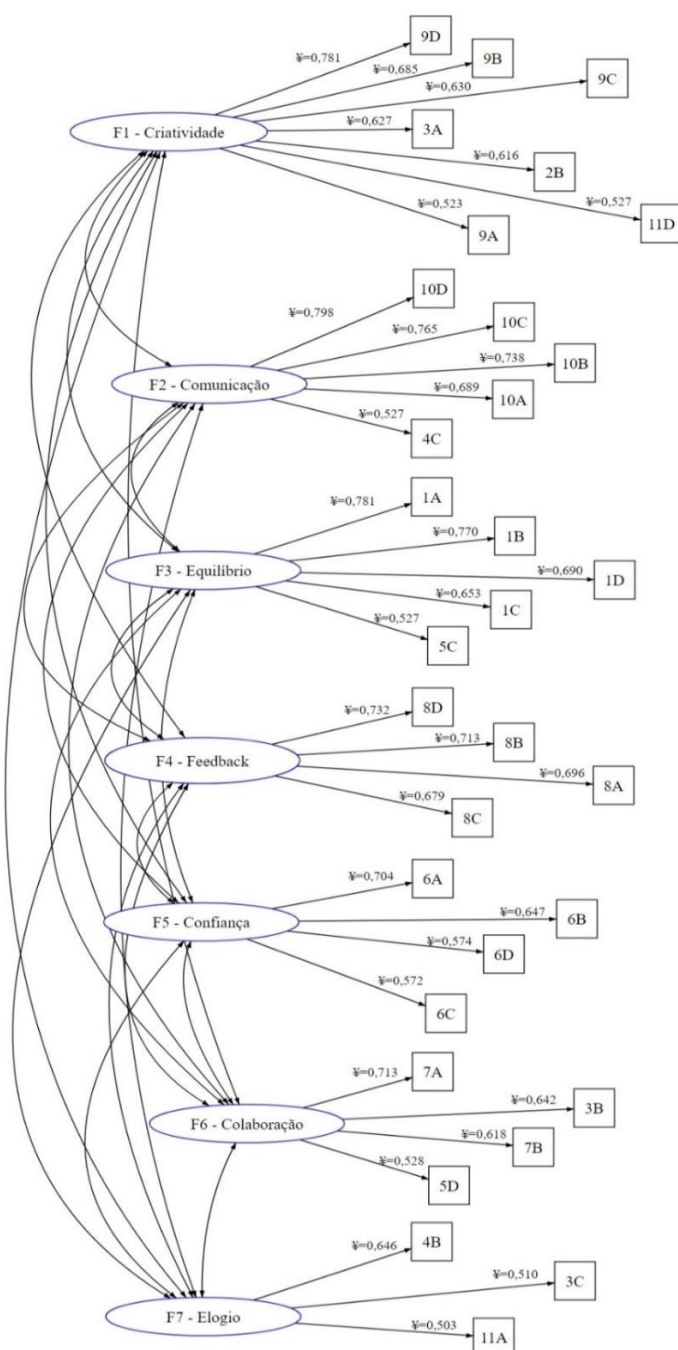 9D
¥=0,781
9B
¥=0,685
9C
¥=0,630
F1 - Criatividade
¥=0,627
3A
¥=0,616
2B
¥=0,527
11D
¥=0,523
9A
10D
¥=0,798
10C
¥=0,765
10B
¥=0,738
F2 - Comunicação
¥=0,689
10A
¥=0,527
4C
1A
¥=0,781
1B
¥=0,770
F3 - Equilíbrio
¥=0,690
1D
¥=0,653
1C
¥=0,527
5C
8D
¥=0,732
8B
¥=0,713
F4 - Feedback
¥=0,696
8A
¥=0,679
8C
6A
¥=0,704
¥=0,647
6B
F5 - Confiança
¥=0,574
6D
¥=0,572
6C
7A
¥=0,713
¥=0,642
3B
F6 - Colaboração
¥=0,618
7B
¥=0,528
5D
4B
¥=0,646
¥=0,510
3C
F7 - Elogio
¥=0,503
11A